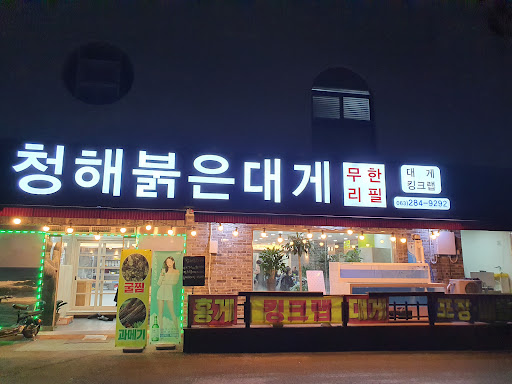 청해붉은대게
무한
리필
대게
킹크랩
063)284-9292
굴찜
과메기
홍게
킹크랩
대게
포장